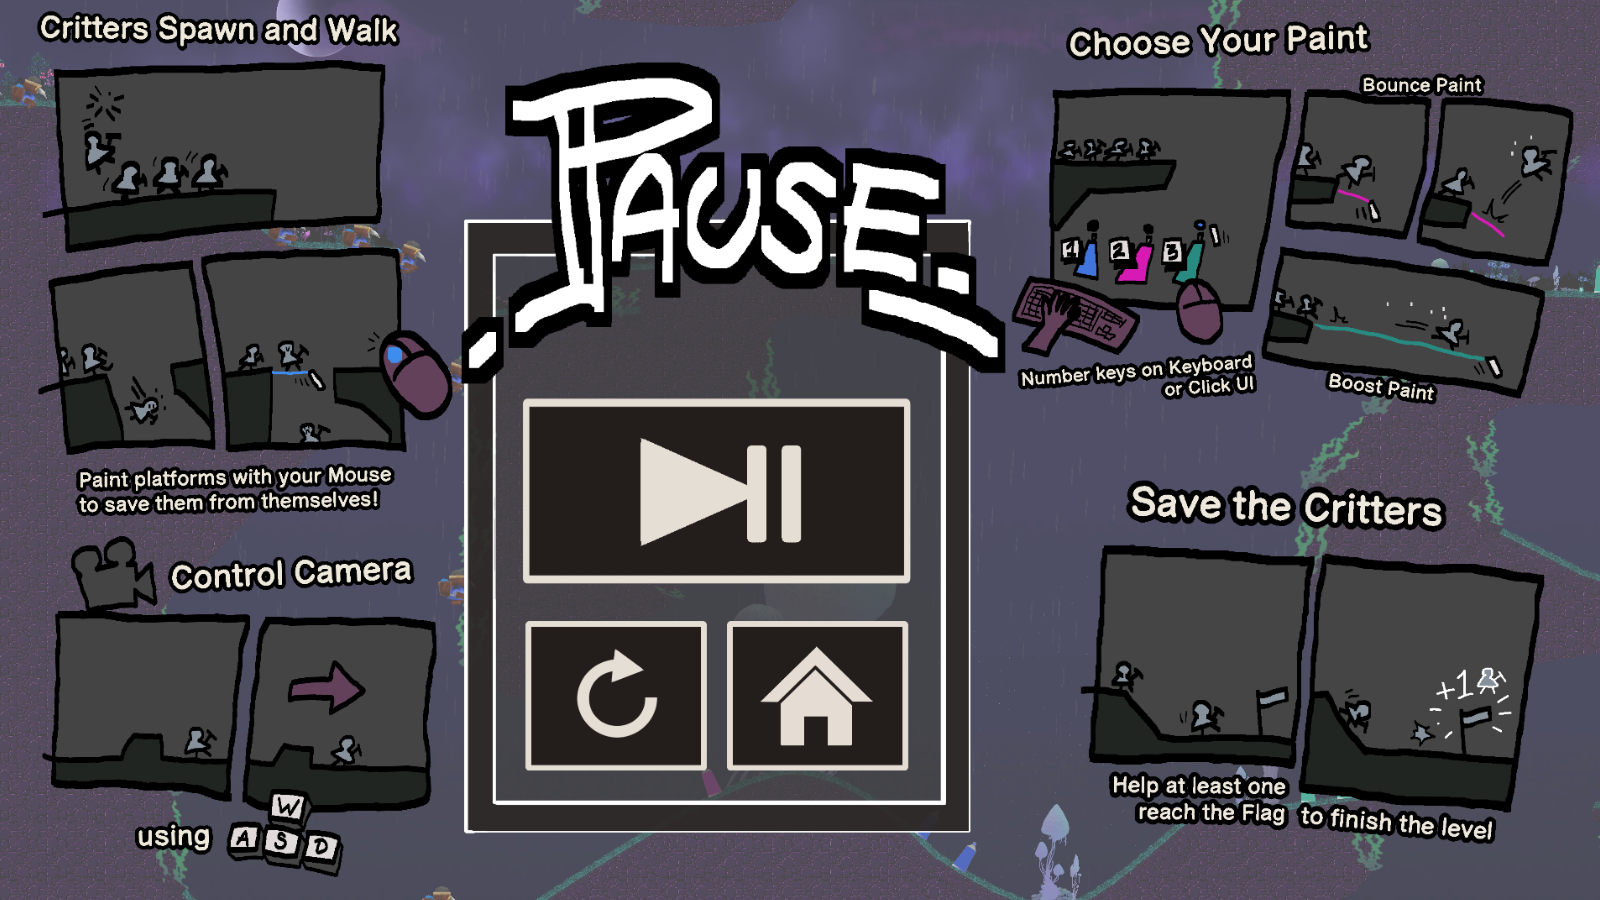 Critters Spawn and Walk
Paint platforms with your Mouse
to save them from themselves!
Control Camera
using
W
A S D
PAUSE
Choose Your Paint
Bounce Paint
1 2 3
Number keys on Keyboard
or Click UI
Boost Paint
Save the Critters
+1
Help at least one
reach the Flag
to finish the level